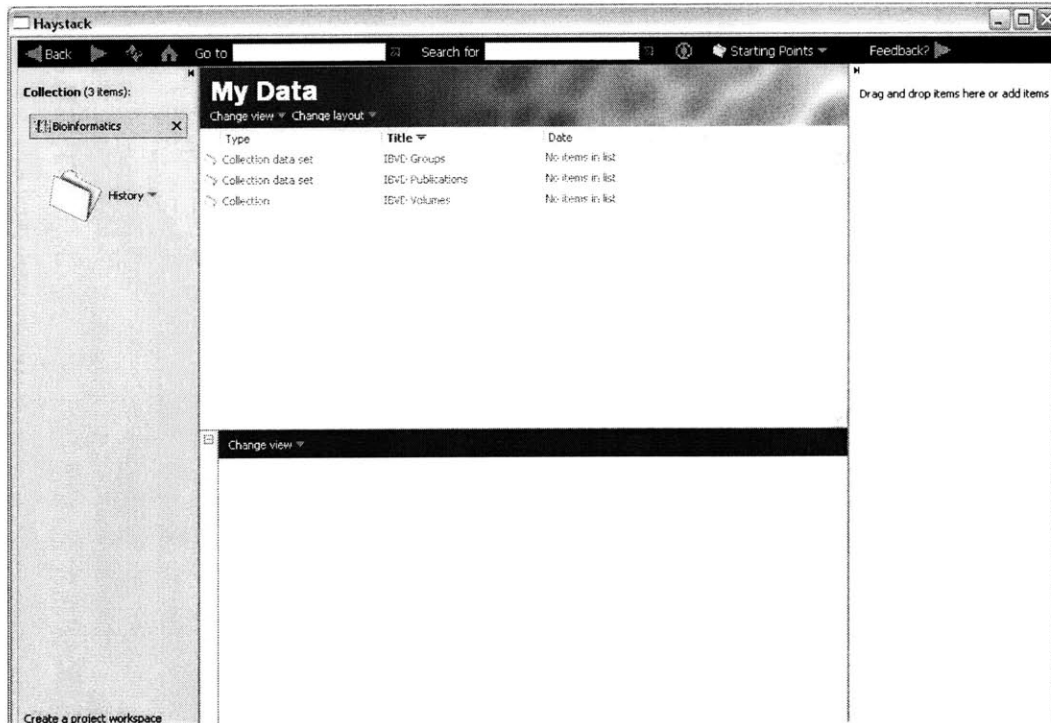 Haystack
Back Go to Search for Starting Points Feedback?
Collection (3 items):
Bioinformatics X
History
My Data
Change view Change layout
Type Title Date
Collection data set IBVD Groups No items in list
Collection data set IBVD Publications No items in list
Collection IBVD Volumes No items in list
Change view
Drag and drop items here or add items
Create a project workspace